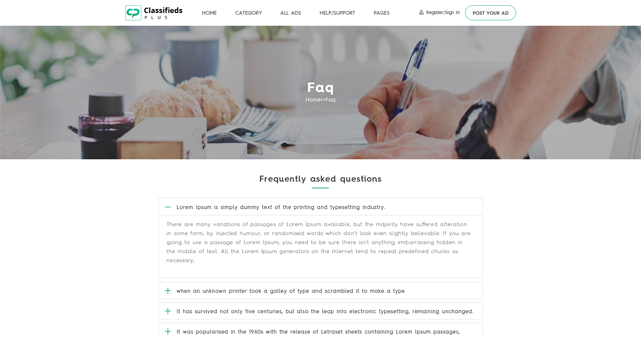 Classifieds
PLUS
HOME
CATEGORY
ALL ADS
HELP/SUPPORT
PAGES
Register/Sign In
POST YOUR AD
Faq
Home>>Faq
Frequently asked questions
Lorem Ipsum is simply dummy text of the printing and typesetting industry.
There are many variations of passages of Lorem Ipsum available, but the majority have suffered alteration
in some form, by injected humour, or randomised words which don't look even slightly believable. If you are
going to use a passage of Lorem Ipsum, you need to be sure there isn't anything embarrassing hidden in
the middle of text. All the Lorem Ipsum generators on the Internet tend to repeat predefined chunks as
necessary.
when an unknown printer took a galley of type and scrambled it to make a type
It has survived not only five centuries, but also the leap into electronic typesetting, remaining unchanged.
It was popularised in the 1960s with the release of Letraset sheets containing Lorem Ipsum passages,